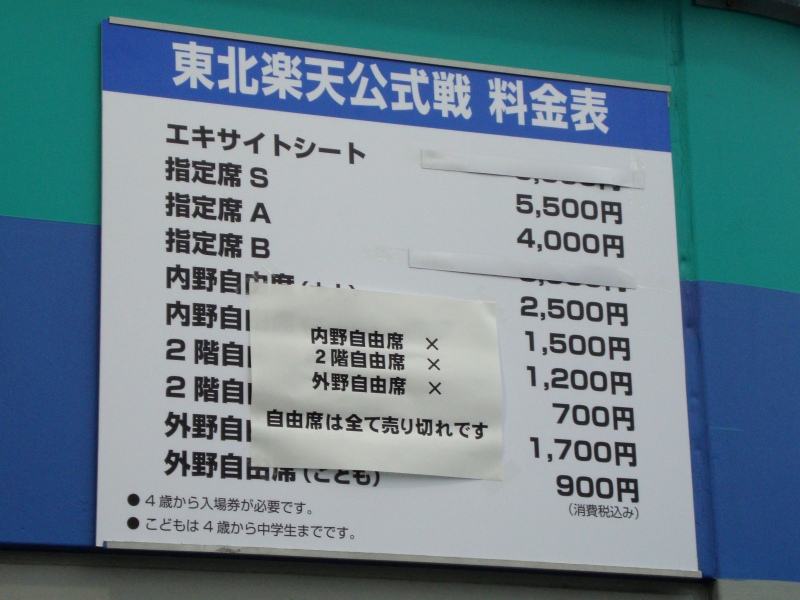 東北楽天公式戦 料金表
エキサイトシート
指定席 S 5,500円
指定席 A 4,000円
指定席 B
内野自由席 2,500円
内野自 1,500円
2階自 1,200円
2階自 700円
外野自 1,700円
外野自由席(こども) 900円
(消費税込み)
● 4歳から入場券が必要です。
● こどもは4歳から中学生までです。
内野自由席 ×
2階自由席 ×
外野自由席 ×
自由席は全て売り切れです